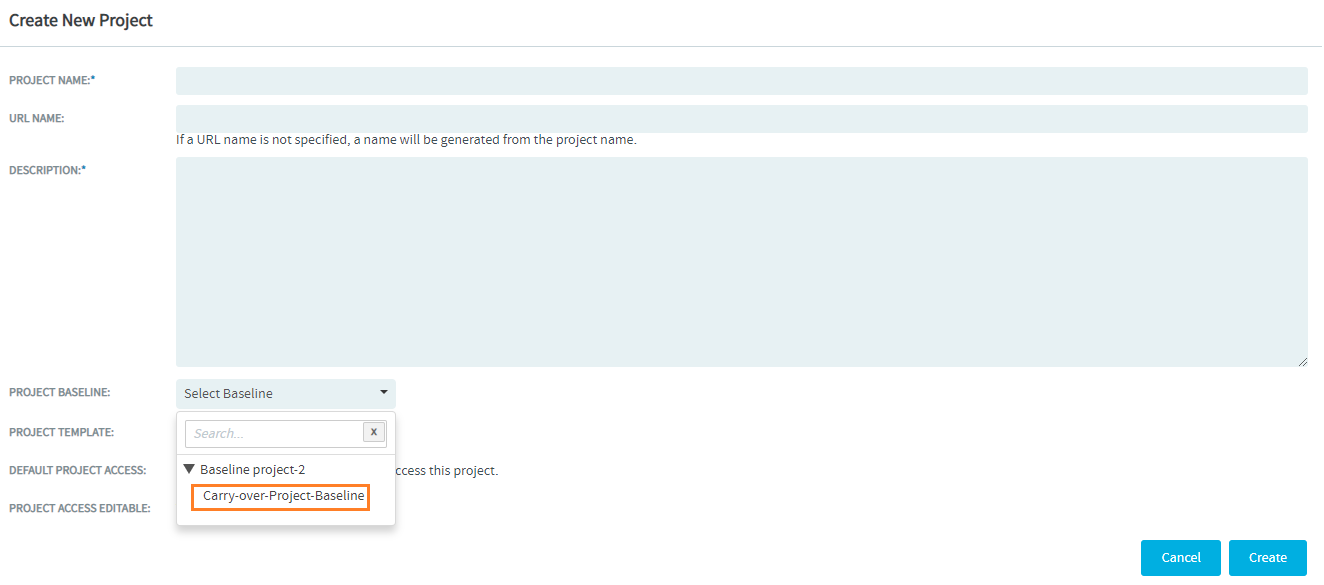 Create New Project
PROJECT NAME:*
URL NAME:
If a URL name is not specified, a name will be generated from the project name.
DESCRIPTION:*
PROJECT BASELINE: Select Baseline
Search... x
PROJECT TEMPLATE:
Baseline project-2
DEFAULT PROJECT ACCESS: ccess this project.
Carry-over-Project-Baseline
PROJECT ACCESS EDITABLE:
Cancel Create